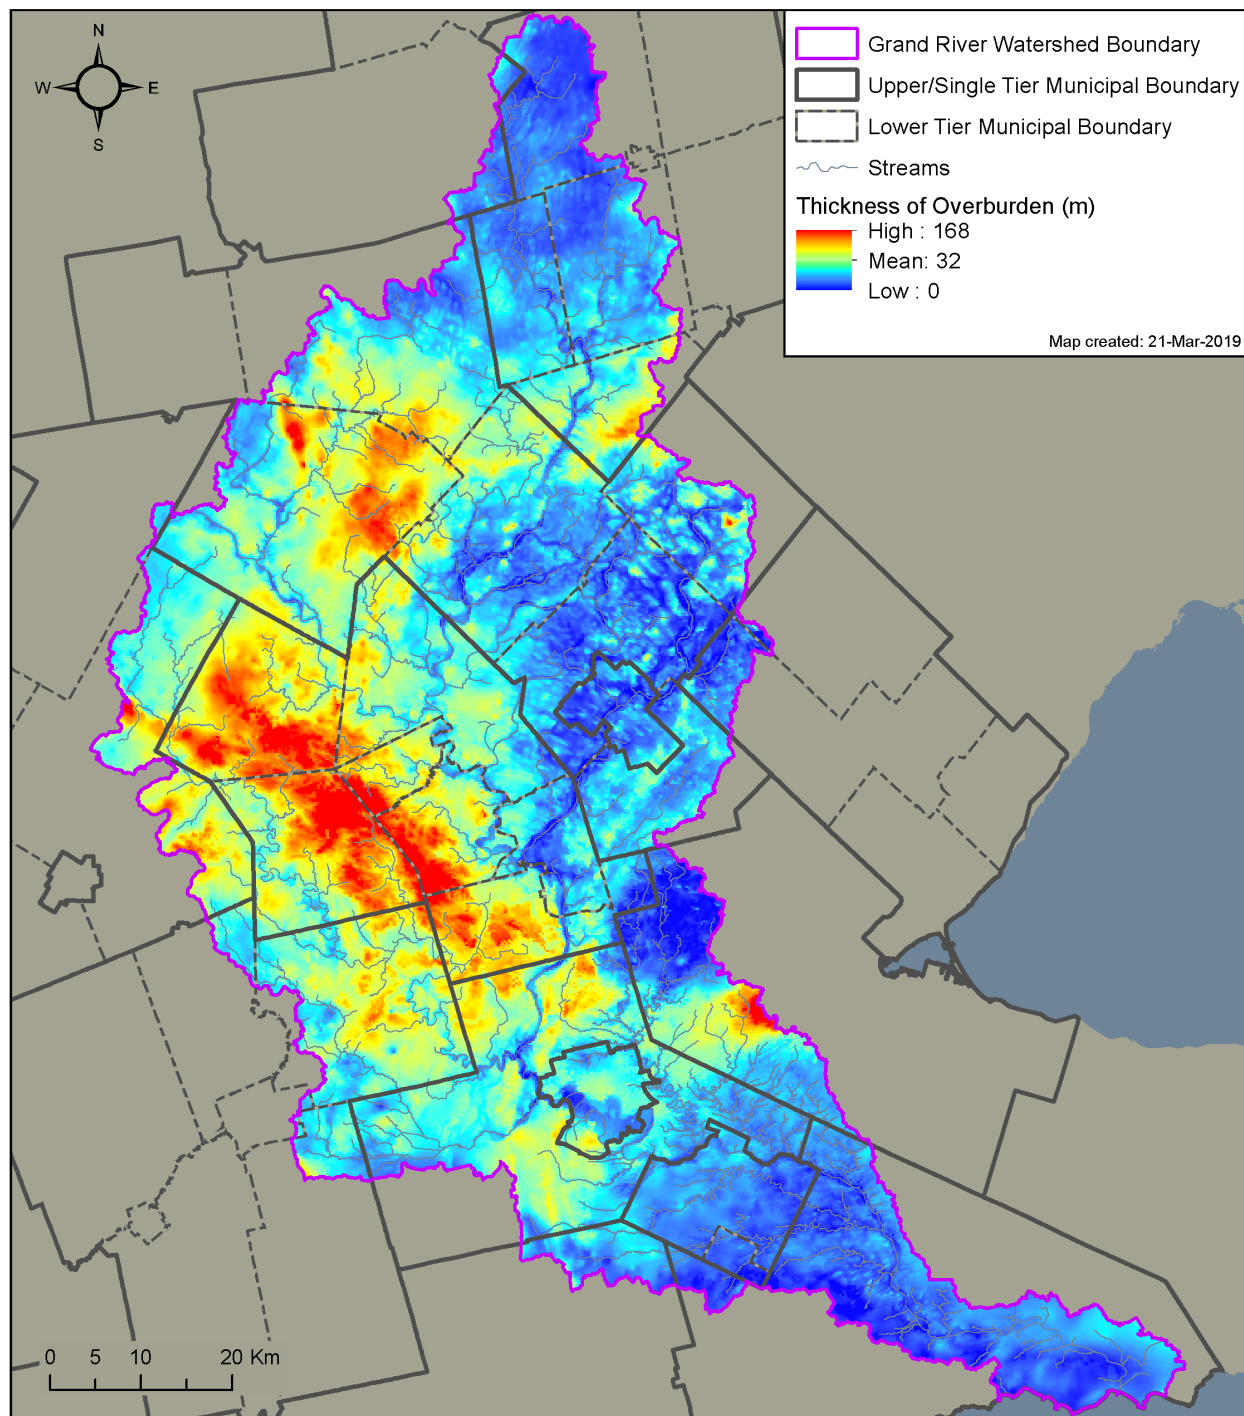 N
W E
S
Grand River Watershed Boundary
Upper/Single Tier Municipal Boundary
Lower Tier Municipal Boundary
Streams
Thickness of Overburden (m)
High : 168
Mean: 32
Low : 0
Map created: 21-Mar-2019
0 5 10 20 Km